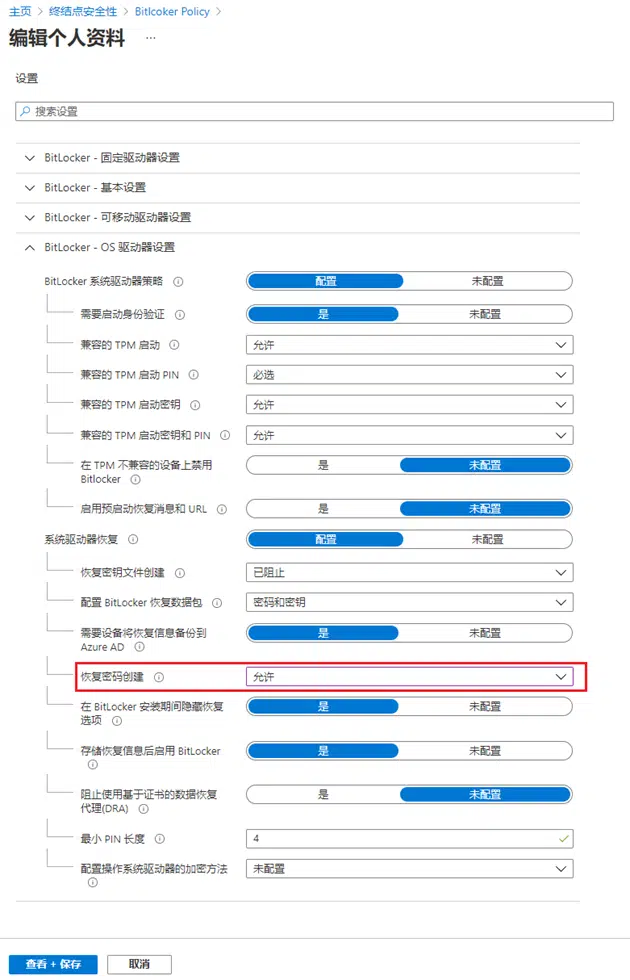 主页 > 终结点安全性 > Bitlcoker Policy >
编辑个人资料 ...
设置
搜索设置
BitLocker - 固定驱动器设置
BitLocker - 基本设置
BitLocker - 可移动驱动器设置
BitLocker - OS 驱动器设置
BitLocker 系统驱动器策略 配置 未配置
需要启动身份验证 是 未配置
兼容的 TPM 启动 允许
兼容的 TPM 启动 PIN 必选
兼容的 TPM 启动密钥 允许
兼容的 TPM 启动密钥和 PIN 允许
在 TPM 不兼容的设备上禁用 是 未配置
Bitlocker
启用预启动恢复消息和 URL 是 未配置
系统驱动器恢复 配置 未配置
恢复密钥文件创建 已阻止
配置 BitLocker 恢复数据包 密码和密钥
需要设备将恢复信息备份到 是 未配置
Azure AD
恢复密码创建 允许
在 BitLocker 安装期间隐藏恢复 是 未配置
选项
存储恢复信息后启用 BitLocker 是 未配置
阻止使用基于证书的数据恢复 是 未配置
代理(DRA)
最小 PIN 长度 4
配置操作系统驱动器的加密方法 未配置
查看 + 保存 取消